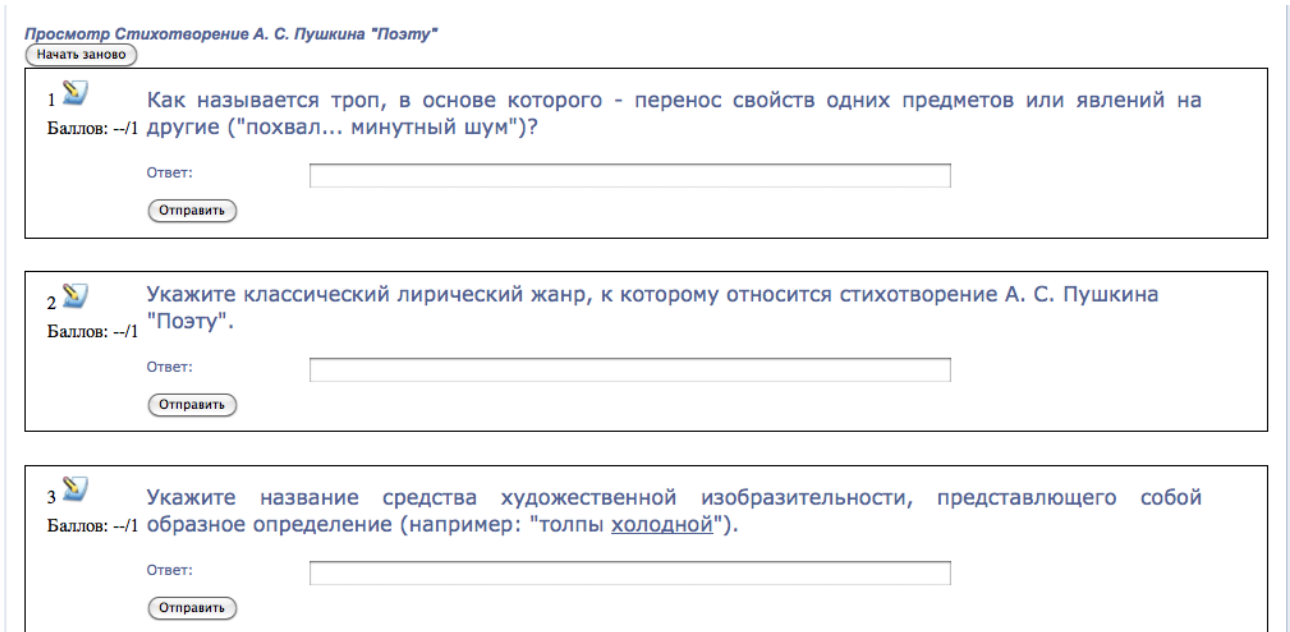 Просмотр Стихотворение А. С. Пушкина "Поэту"
Начать заново
1
Баллов: --/1
Как называется троп, в основе которого - перенос свойств одних предметов или явлений на
другие ("похвал... минутный шум")?
Ответ:
Отправить
2
Баллов: --/1
Укажите классический лирический жанр, к которому относится стихотворение А. С. Пушкина
"Поэту".
Ответ:
Отправить
3
Баллов: --/1
Укажите название средства художественной изобразительности, представлющего собой
образное определение (например: "толпы холодной").
Ответ:
Отправить